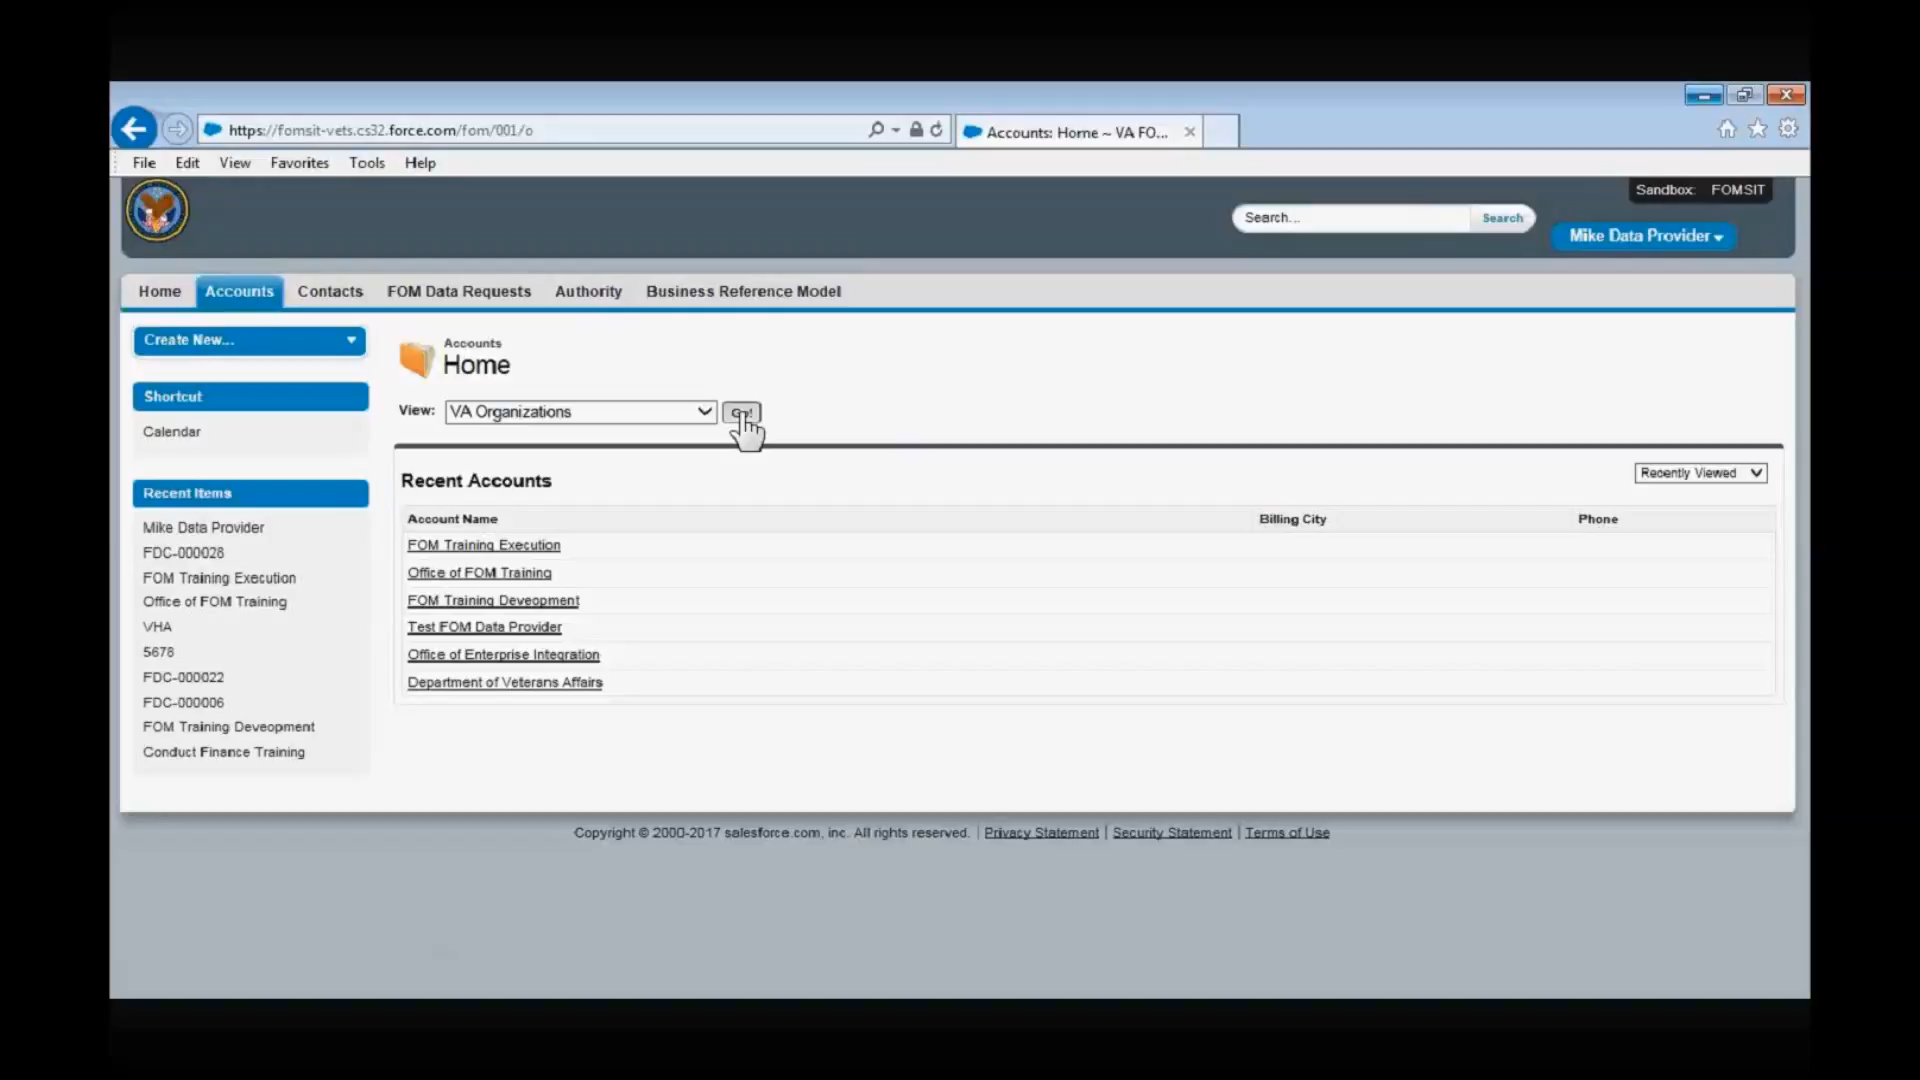 https://fomsit-vets.cs32.force.com/fom/001/o
Accounts: Home ~ VA FO...
File Edit View Favorites Tools Help
Sandbox: FOMSIT
Search...
Search
Mike Data Provider
Home Accounts Contacts FOM Data Requests Authority Business Reference Model
Create New...
Shortcut
Calendar
Recent Items
Mike Data Provider
FDC-000028
FOM Training Execution
Office of FOM Training
VHA
5678
FDC-000022
FDC-000006
FOM Training Deveopment
Conduct Finance Training
Accounts
Home
View: VA Organizations Go!
Recent Accounts
Recently Viewed
Account Name Billing City Phone
FOM Training Execution
Office of FOM Training
FOM Training Deveopment
Test FOM Data Provider
Office of Enterprise Integration
Department of Veterans Affairs
Copyright © 2000-2017 salesforce.com, inc. All rights reserved. | Privacy Statement | Security Statement | Terms of Use